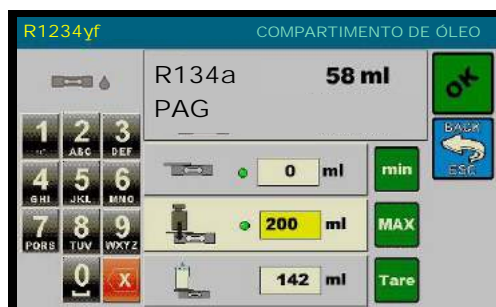 R1234yf COMPARTIMENTO DE ÓLEO
R134a 58 ml
PAG
OK
BACK
ESC
1 2 ABC 3 DEF
4 GHI 5 JKL 6 MNO
7 PQRS 8 TUV 9 WXYZ
0 X
0 ml min
200 ml MAX
142 ml Tare